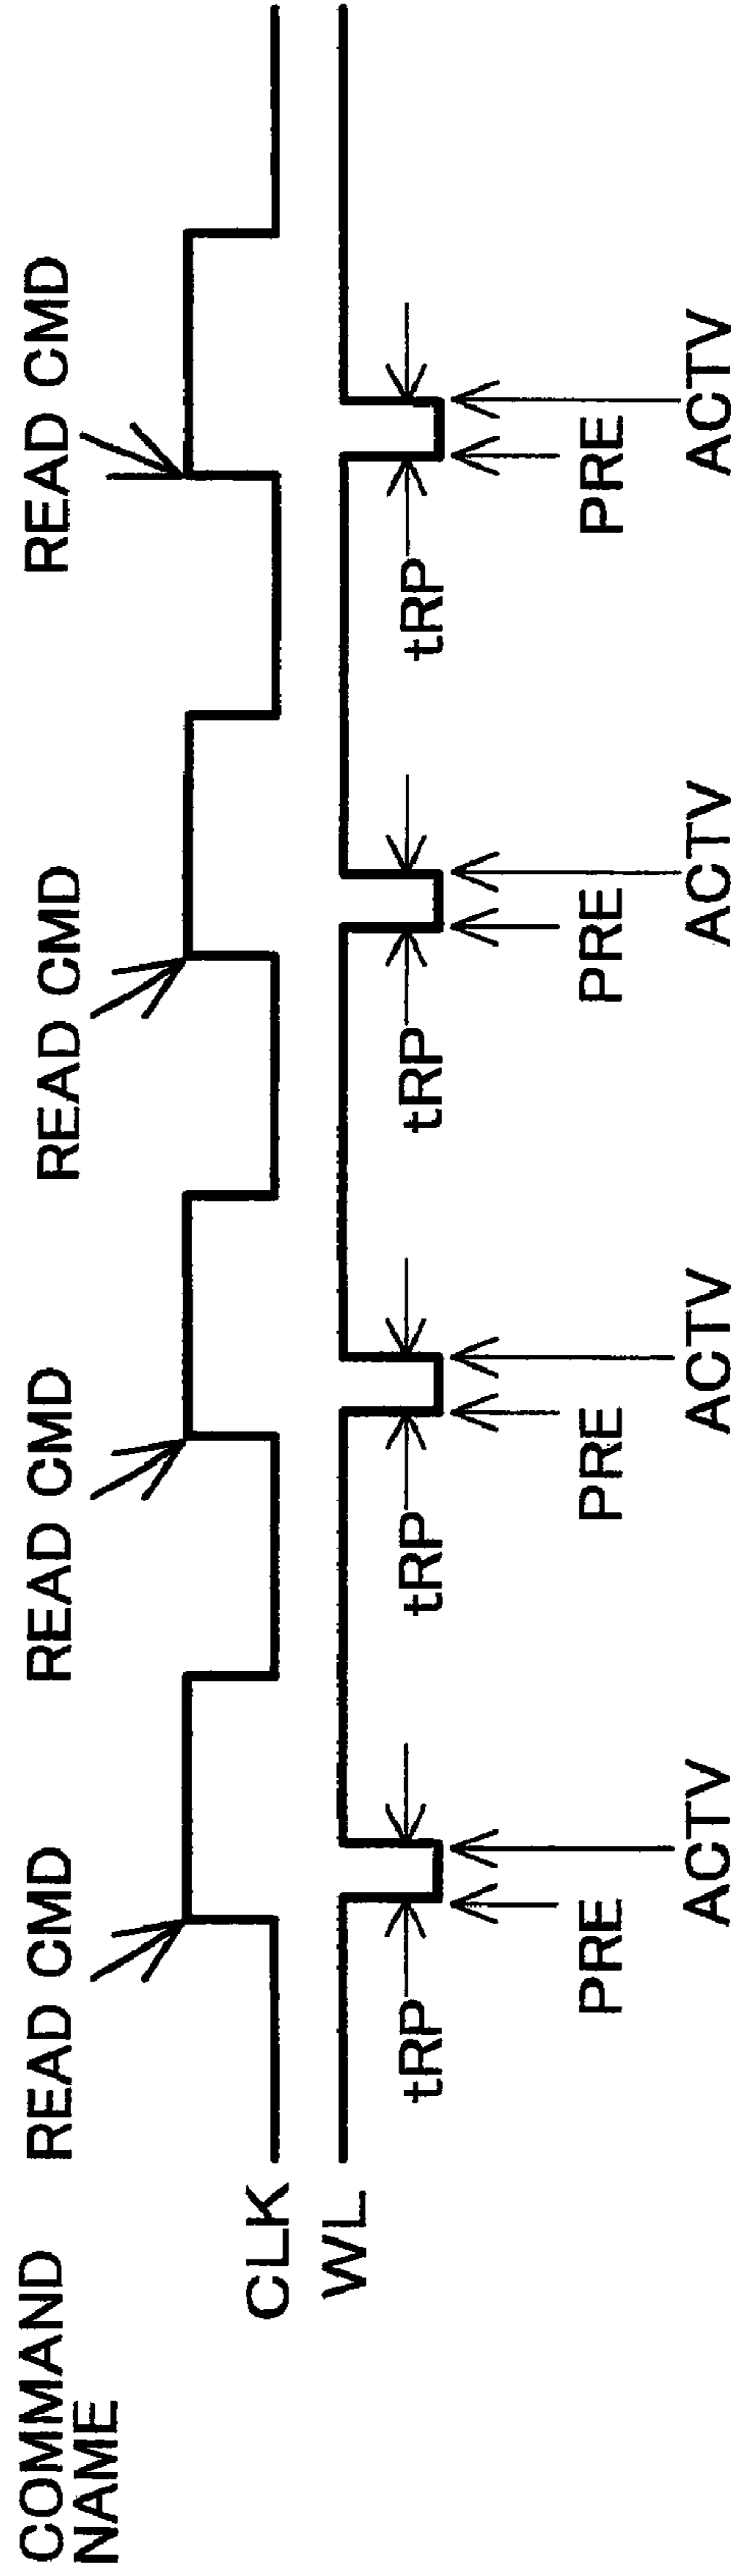 COMMAND
NAME
READ CMD
READ CMD
READ CMD
READ CMD
CLK
WL
tRP
tRP
tRP
tRP
PRE
PRE
PRE
PRE
ACTV
ACTV
ACTV
ACTV